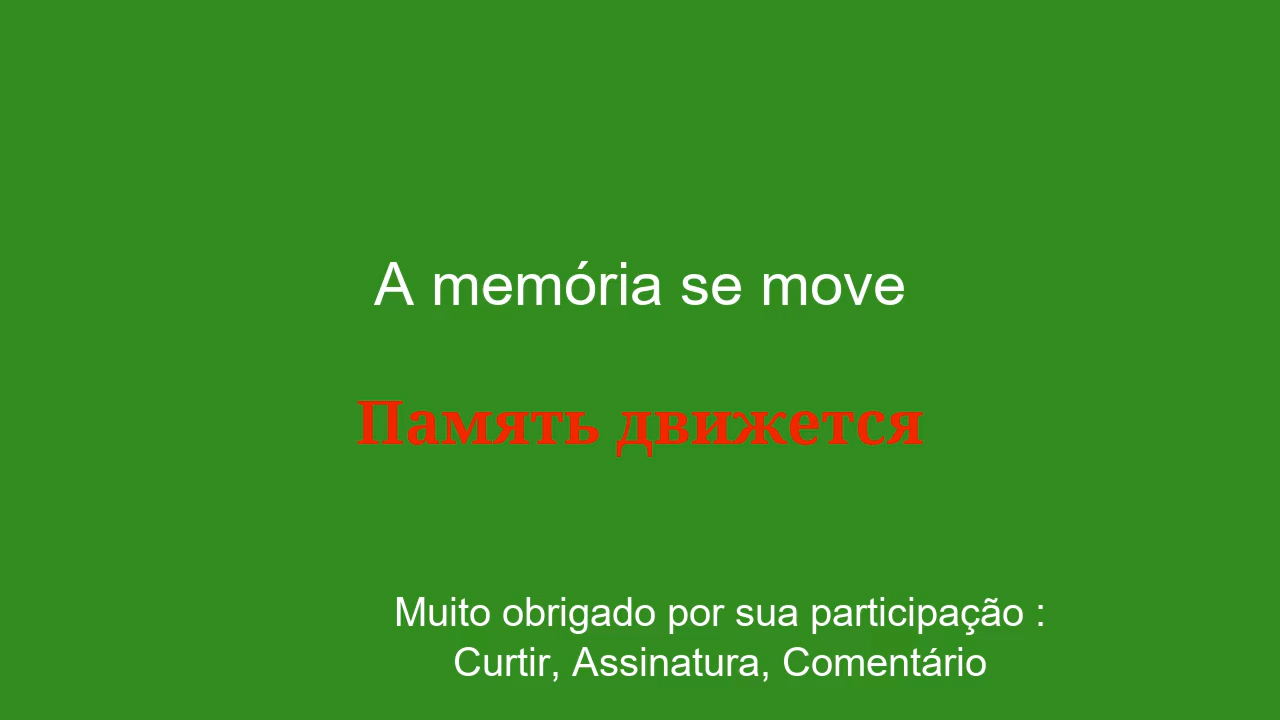 A memória se move
Память движется
Muito obrigado por sua participação :
Curtir, Assinatura, Comentário